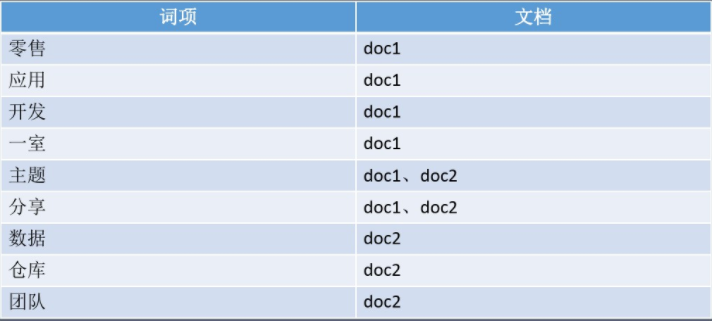 词项 文档
零售 doc1
应用 doc1
开发 doc1
一室 doc1
主题 doc1、doc2
分享 doc1、doc2
数据 doc2
仓库 doc2
团队 doc2